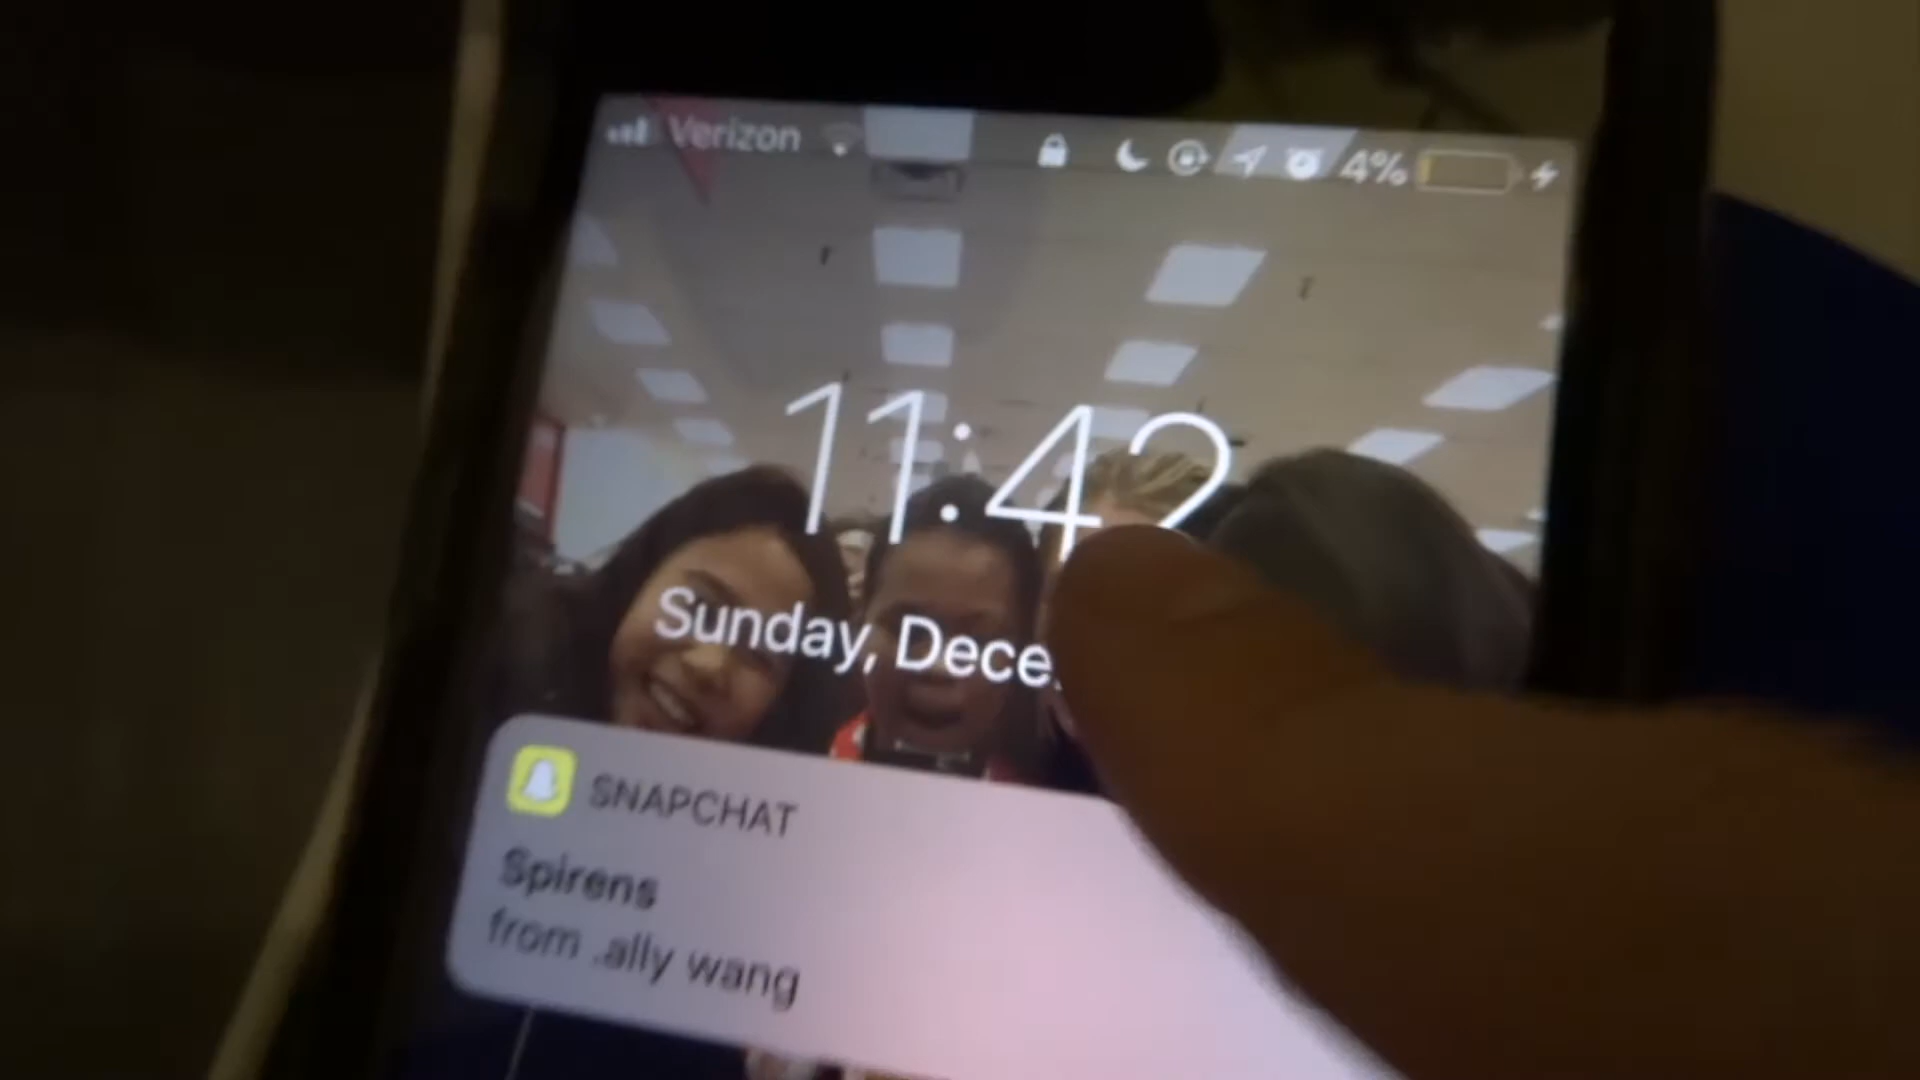 Verizon 4%
11:42
Sunday, Dece
SNAPCHAT
Spirens
from .ally wang